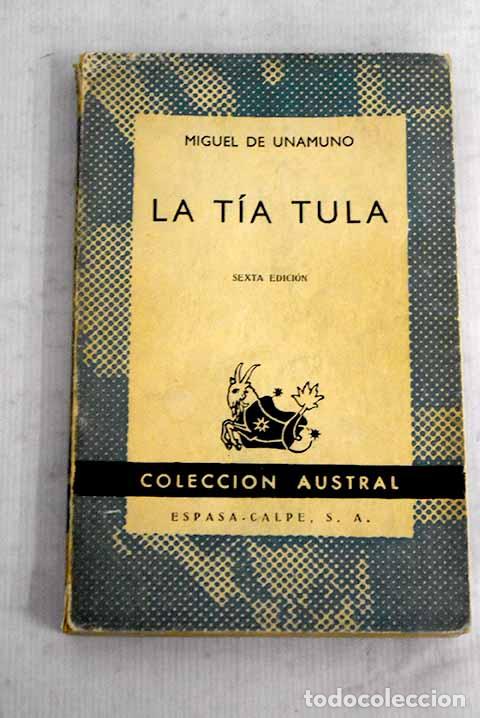 MIGUEL DE UNAMUNO
LA TÍA TULA
SEXTA EDICIÓN
COLECCION AUSTRAL
ESPASA-CALPE, S. A.
todocoleccion